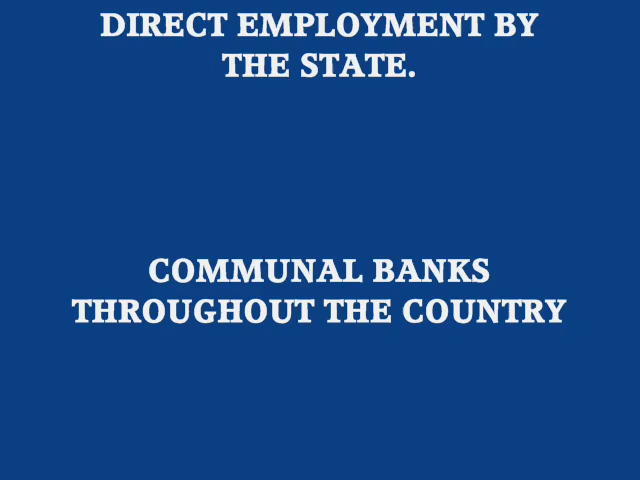 DIRECT EMPLOYMENT BY
THE STATE.
COMMUNAL BANKS
THROUGHOUT THE COUNTRY